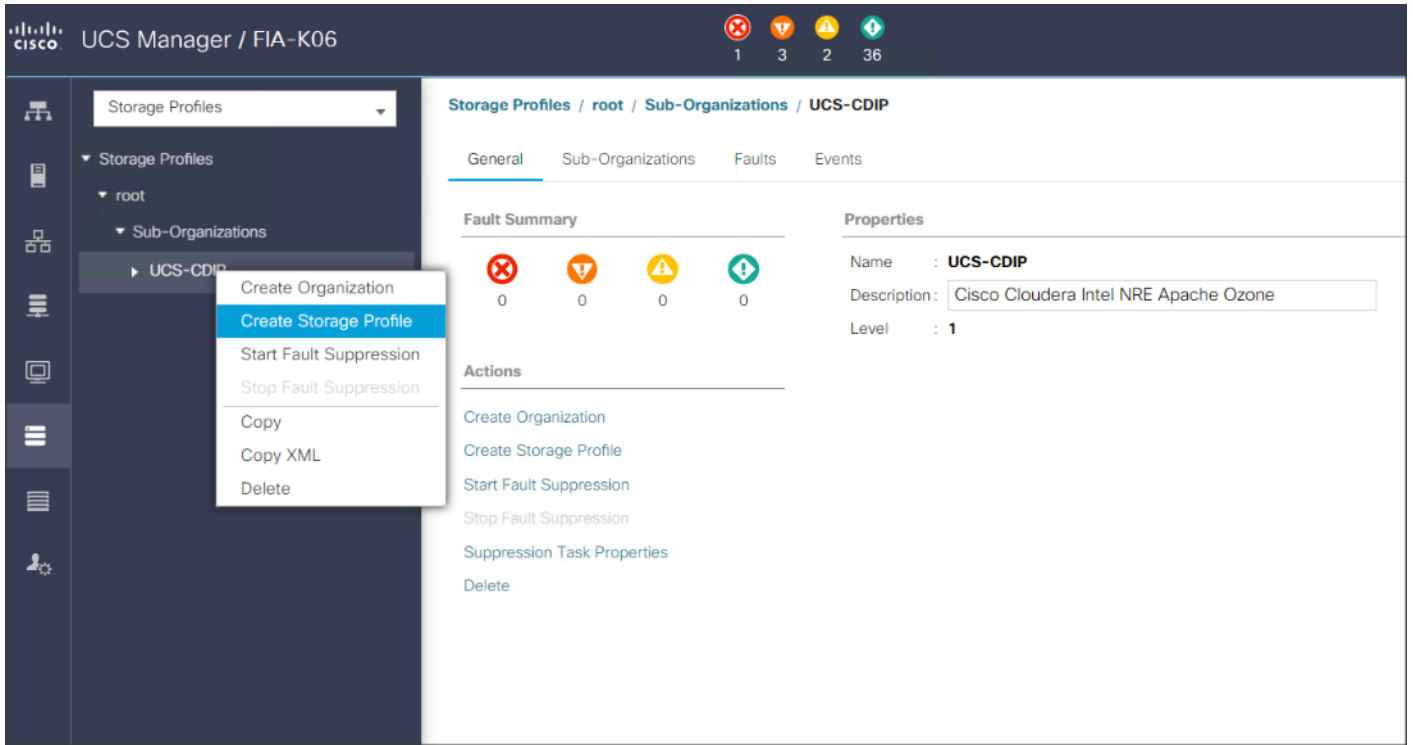 CISCO
UCS Manager / FIA-K06
1 3 2 36
Storage Profiles
Storage Profiles
root
Sub-Organizations
UCS-CDIP
Create Organization
Create Storage Profile
Start Fault Suppression
Stop Fault Suppression
Copy
Copy XML
Delete
Storage Profiles / root / Sub-Organizations / UCS-CDIP
General Sub-Organizations Faults Events
Fault Summary
0 0 0 0
Actions
Create Organization
Create Storage Profile
Start Fault Suppression
Stop Fault Suppression
Suppression Task Properties
Delete
Properties
Name : UCS-CDIP
Description : Cisco Cloudera Intel NRE Apache Ozone
Level : 1